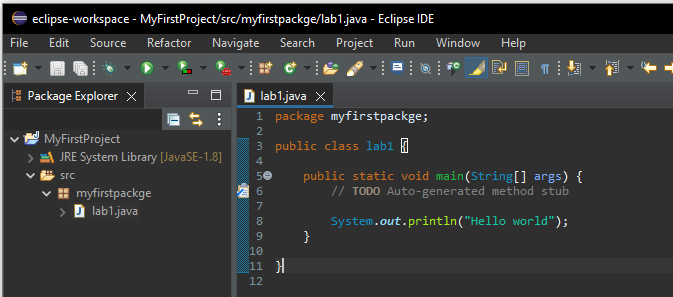 eclipse-workspace - MyFirstProject/src/myfirstpackge/lab1.java - Eclipse IDE
File Edit Source Refactor Navigate Search Project Run Window Help
Package Explorer
MyFirstProject
JRE System Library [JavaSE-1.8]
src
myfirstpackge
lab1.java
lab1.java
1 package myfirstpackge;
2
3 public class lab1 {
4
5 public static void main(String[] args) {
6 // TODO Auto-generated method stub
7
8 System.out.println("Hello world");
9 }
10
11 }
12